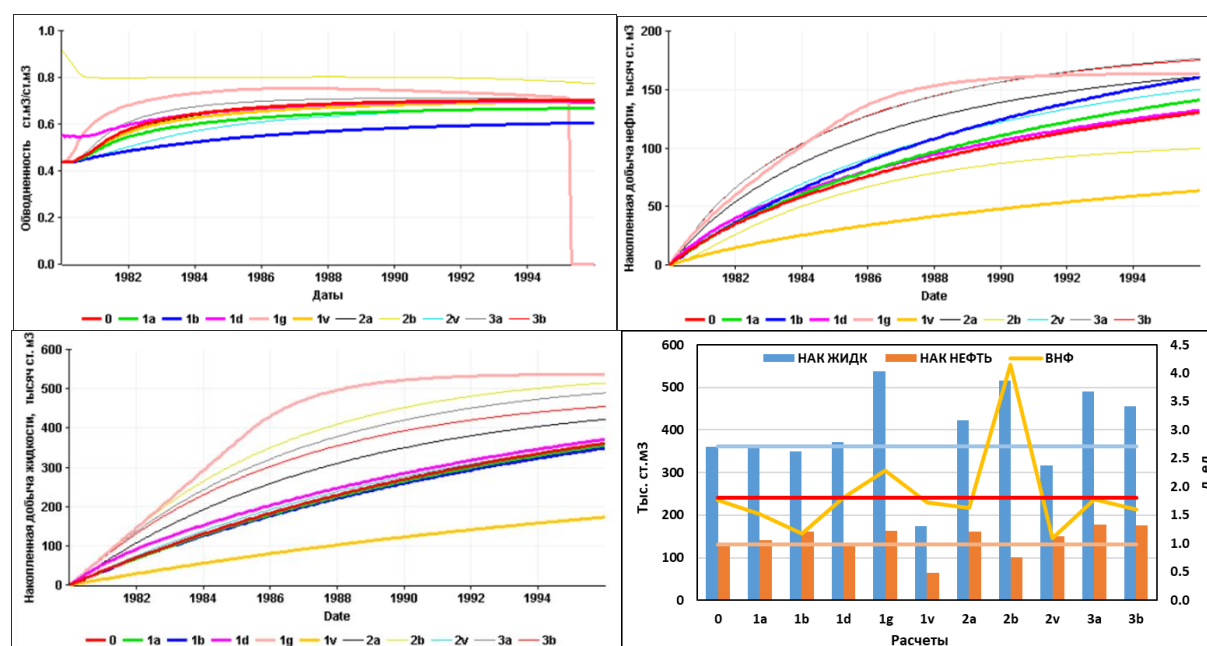 Обводненность ст.м3/ст.м3
1.0
0.8
0.6
0.4
0.2
0.0
1982 1984 1986 1988 1990 1992 1994
Даты
0 1a 1b 1d 1g 1v 2a 2b 2v 3a 3b
Накопленная добыча нефти, тысяч ст. м3
200
150
100
50
0
1982 1984 1986 1988 1990 1992 1994
Date
0 1a 1b 1d 1g 1v 2a 2b 2v 3a 3b
Накопленная добыча жидкости, тысяч ст. м3
600
500
400
300
200
100
0
1982 1984 1986 1988 1990 1992 1994
Date
0 1a 1b 1d 1g 1v 2a 2b 2v 3a 3b
НАК ЖИДК НАК НЕФТЬ ВНФ
Тыс. ст.м3
600
500
400
300
200
100
0
4.5
4.0
3.5
3.0
2.5
2.0
1.5
1.0
0.5
0.0
0 1a 1b 1d 1g 1v 2a 2b 2v 3a 3b
Расчеты